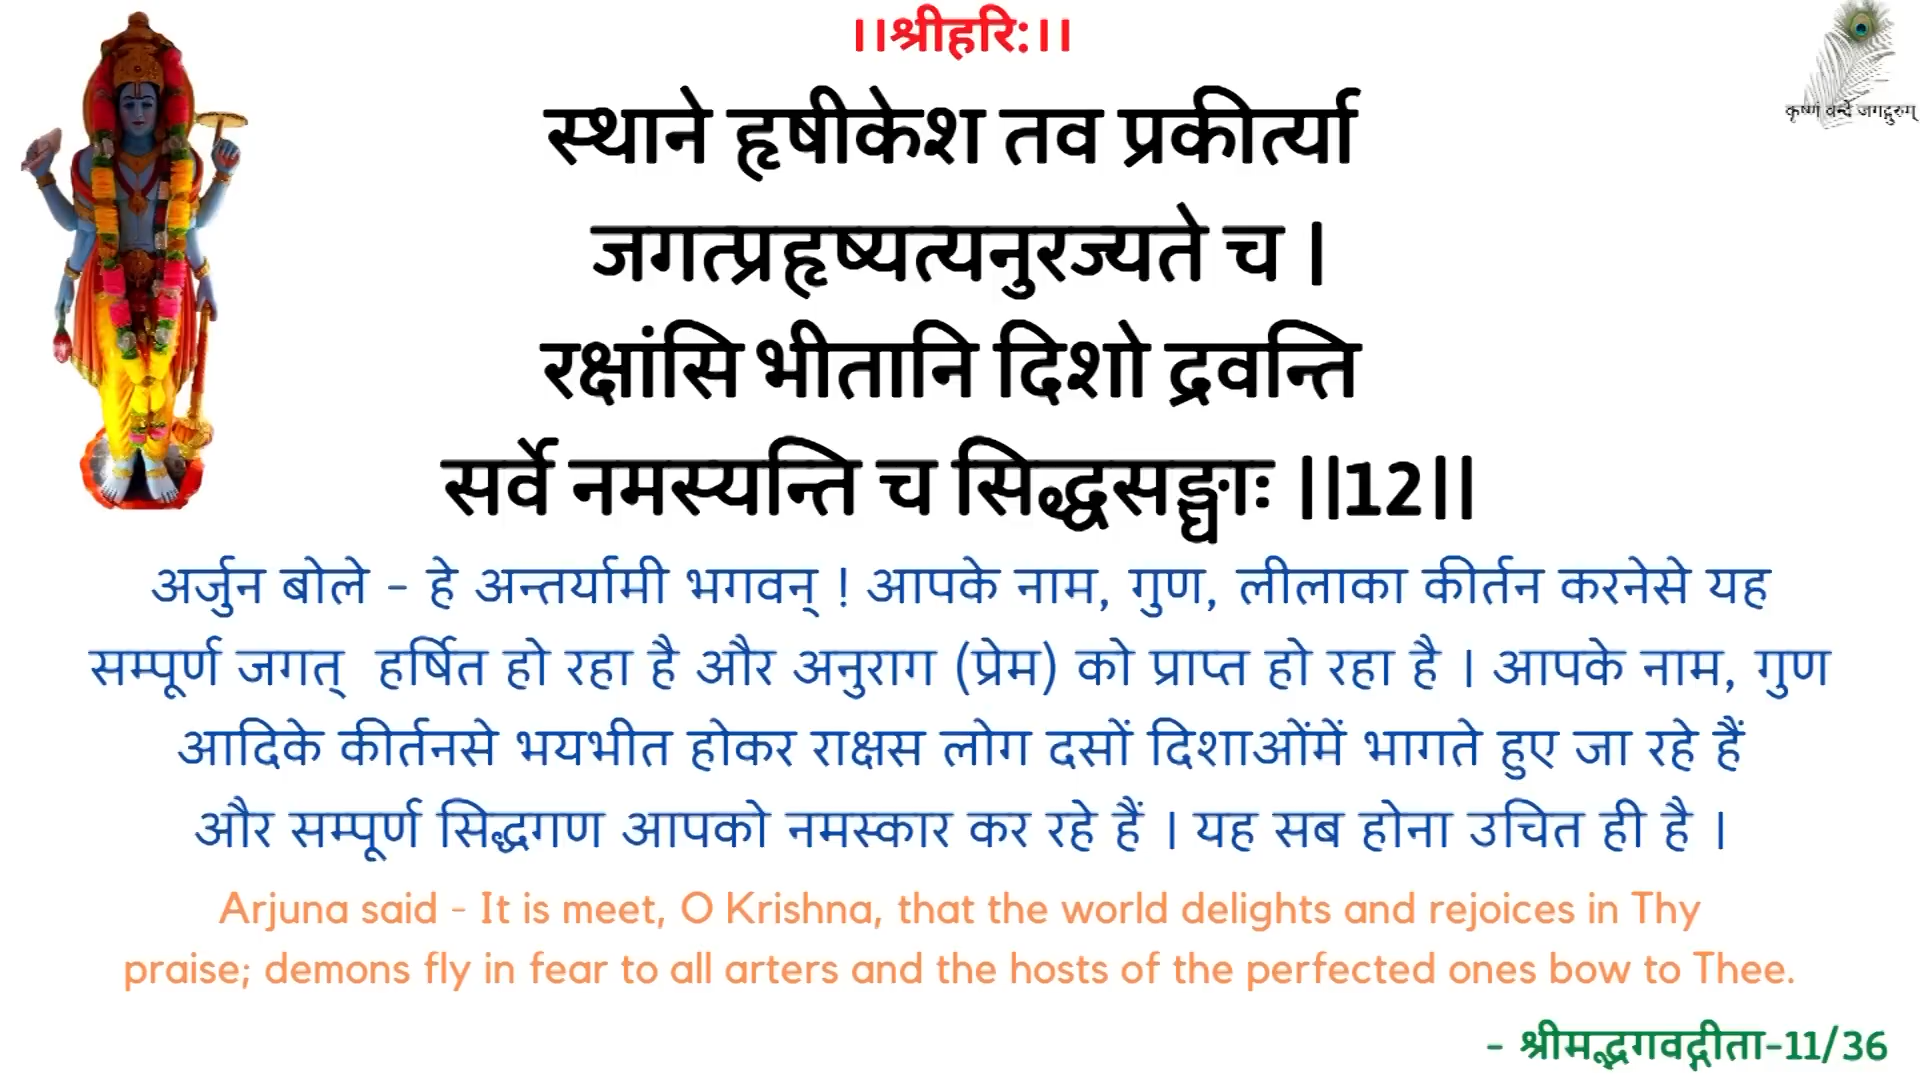 ।।श्रीहरि:।।
कृष्णं वन्दे जगद्गुरुम्
स्थाने हृषीकेश तव प्रकीर्त्या
जगत्प्रहृष्यत्यनुरज्यते च ।
रक्षांसि भीतानि दिशो द्रवन्ति
सर्वे नमस्यन्ति च सिद्धसङ्घाः ||12||
अर्जुन बोले - हे अन्तर्यामी भगवन् ! आपके नाम, गुण, लीलाका कीर्तन करनेसे यह
सम्पूर्ण जगत् हर्षित हो रहा है और अनुराग (प्रेम) को प्राप्त हो रहा है । आपके नाम, गुण
आदिके कीर्तनसे भयभीत होकर राक्षस लोग दसों दिशाओंमें भागते हुए जा रहे हैं
और सम्पूर्ण सिद्धगण आपको नमस्कार कर रहे हैं । यह सब होना उचित ही है ।
Arjuna said - It is meet, O Krishna, that the world delights and rejoices in Thy
praise; demons fly in fear to all arters and the hosts of the perfected ones bow to Thee.
- श्रीमद्भगवद्गीता-11/36